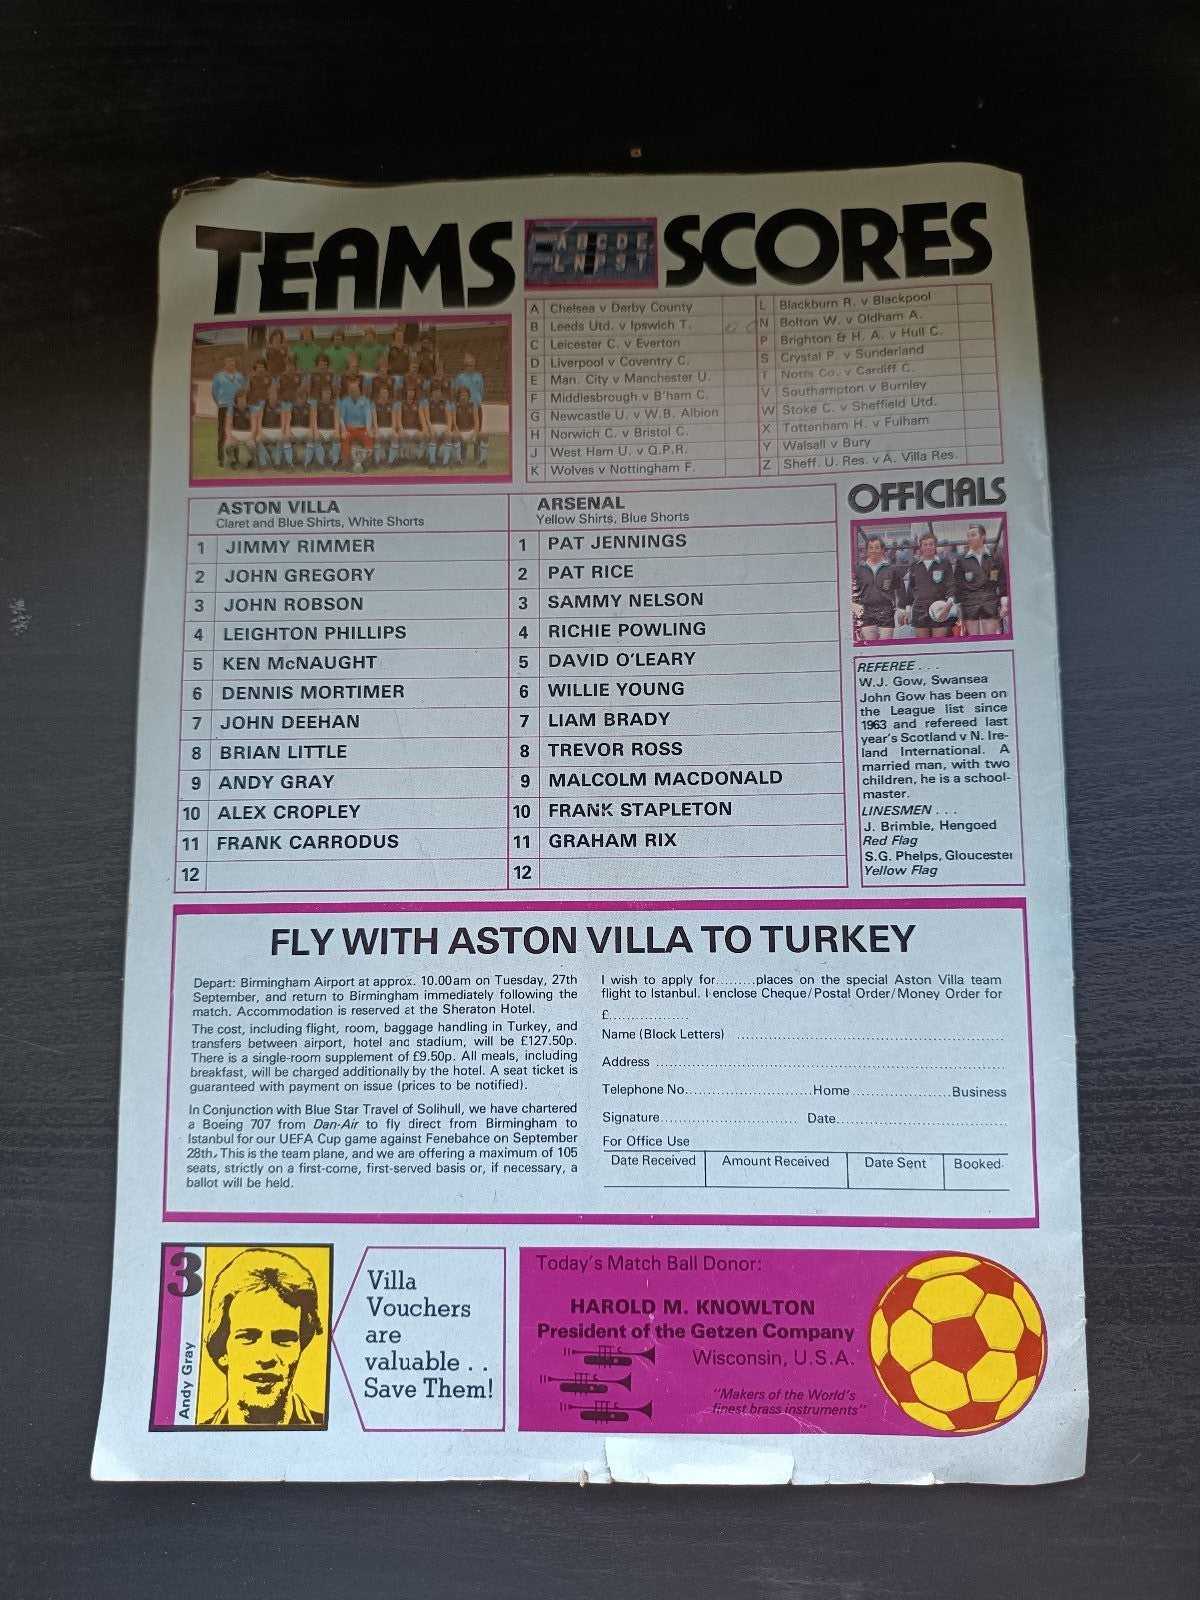 TEAMS SCORES
A Chelsea v Derby County
B Leeds Utd. v Ipswich T.
C Leicester C. v Everton
D Liverpool v Coventry C.
E Man. City v Manchester U.
F Middlesbrough v B'ham C.
G Newcastle U. v W.B. Albion
H Norwich C. v Bristol C.
J West Ham U. v Q.P.R.
K Wolves v Nottingham F.
L Blackburn R. v Blackpool
N Bolton W. v Oldham A.
P Brighton & H. A. v Hull C.
S Crystal P. v Sunderland
T Notts Co. v Cardiff C.
V Southampton v Burnley
W Stoke C. v Sheffield Utd.
X Tottenham H. v Fulham
Y Walsall v Bury
Z Sheff. U. Res. v A. Villa Res.
ASTON VILLA
Claret and Blue Shirts, White Shorts
1 JIMMY RIMMER
2 JOHN GREGORY
3 JOHN ROBSON
4 LEIGHTON PHILLIPS
5 KEN McNAUGHT
6 DENNIS MORTIMER
7 JOHN DEEHAN
8 BRIAN LITTLE
9 ANDY GRAY
10 ALEX CROPLEY
11 FRANK CARRODUS
12
ARSENAL
Yellow Shirts, Blue Shorts
1 PAT JENNINGS
2 PAT RICE
3 SAMMY NELSON
4 RICHIE POWLING
5 DAVID O'LEARY
6 WILLIE YOUNG
7 LIAM BRADY
8 TREVOR ROSS
9 MALCOLM MACDONALD
10 FRANK STAPLETON
11 GRAHAM RIX
12
OFFICIALS
REFEREE . . .
W.J. Gow, Swansea
John Gow has been on
the League list since
1963 and refereed last
year's Scotland v N. Ire-
land International. A
married man, with two
children, he is a school-
master.
LINESMEN . . .
J. Brimble, Hengoed
Red Flag
S.G. Phelps, Gloucester
Yellow Flag
FLY WITH ASTON VILLA TO TURKEY
Depart: Birmingham Airport at approx. 10.00am on Tuesday, 27th
September, and return to Birmingham immediately following the
match. Accommodation is reserved at the Sheraton Hotel.
The cost, including flight, room, baggage handling in Turkey, and
transfers between airport, hotel and stadium, will be £127.50p.
There is a single-room supplement of £9.50p. All meals, including
breakfast, will be charged additionally by the hotel. A seat ticket is
guaranteed with payment on issue (prices to be notified).
In Conjunction with Blue Star Travel of Solihull, we have chartered
a Boeing 707 from Dan-Air to fly direct from Birmingham to
Istanbul for our UEFA Cup game against Fenebahce on September
28th. This is the team plane, and we are offering a maximum of 105
seats, strictly on a first-come, first-served basis or, if necessary, a
ballot will be held.
I wish to apply for.........places on the special Aston Villa team
flight to Istanbul. I enclose Cheque/Postal Order/Money Order for
£.................
Name (Block Letters) ..........................................
Address ..........................................
Telephone No...........................Home.....................Business
Signature.............................. Date..............................
For Office Use
Date Received Amount Received Date Sent Booked
3
Andy Gray
Villa
Vouchers
are
valuable . .
Save Them!
Today's Match Ball Donor:
HAROLD M. KNOWLTON
President of the Getzen Company
Wisconsin, U.S.A.
"Makers of the World's
finest brass instruments"